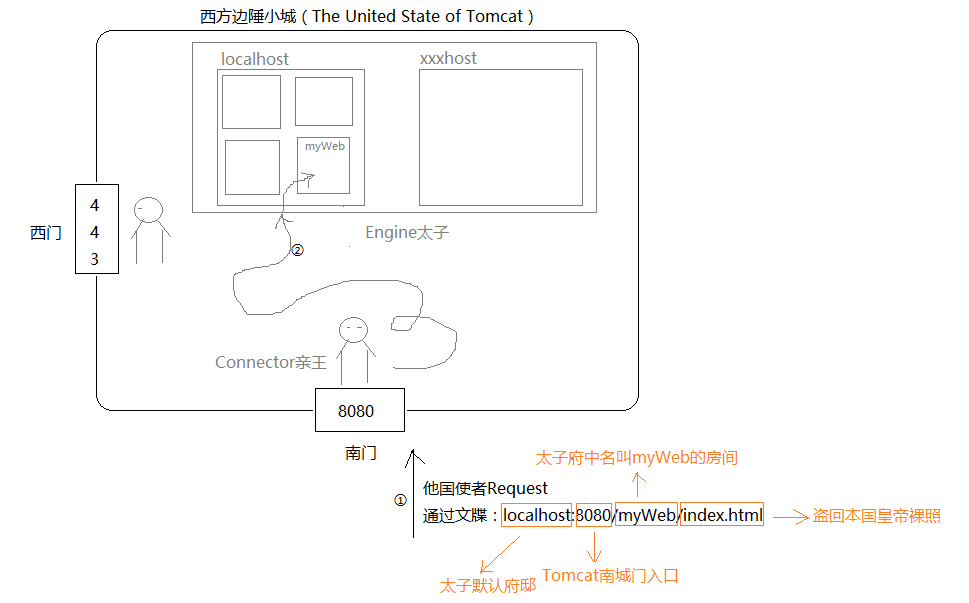 西方边陲小城（The United State of Tomcat）
localhost
xxxhost
myWeb
西门
4
4
3
Engine太子
②
Connector亲王
8080
南门
①
太子府中名叫myWeb的房间
他国使者Request
通过文牒：localhost:8080/myWeb/index.html
盗回本国皇帝裸照
太子默认府邸
Tomcat南城门入口